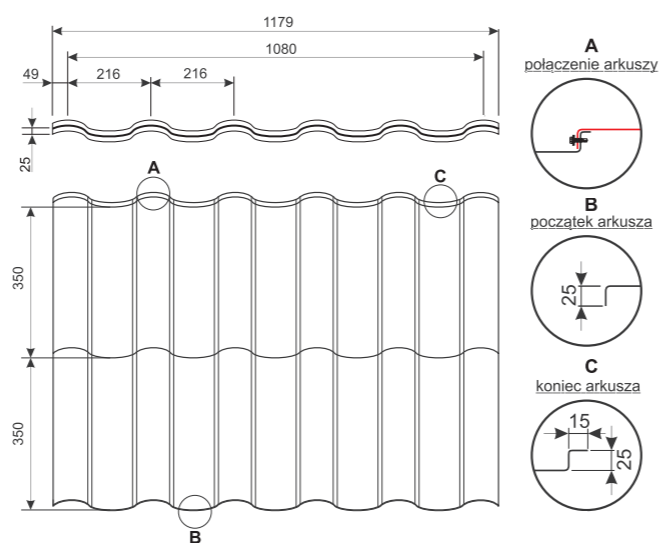 1179
1080
49
216
216
25
A
C
350
350
B
A
połączenie arkuszy
B
początek arkusza
25
C
koniec arkusza
15
25